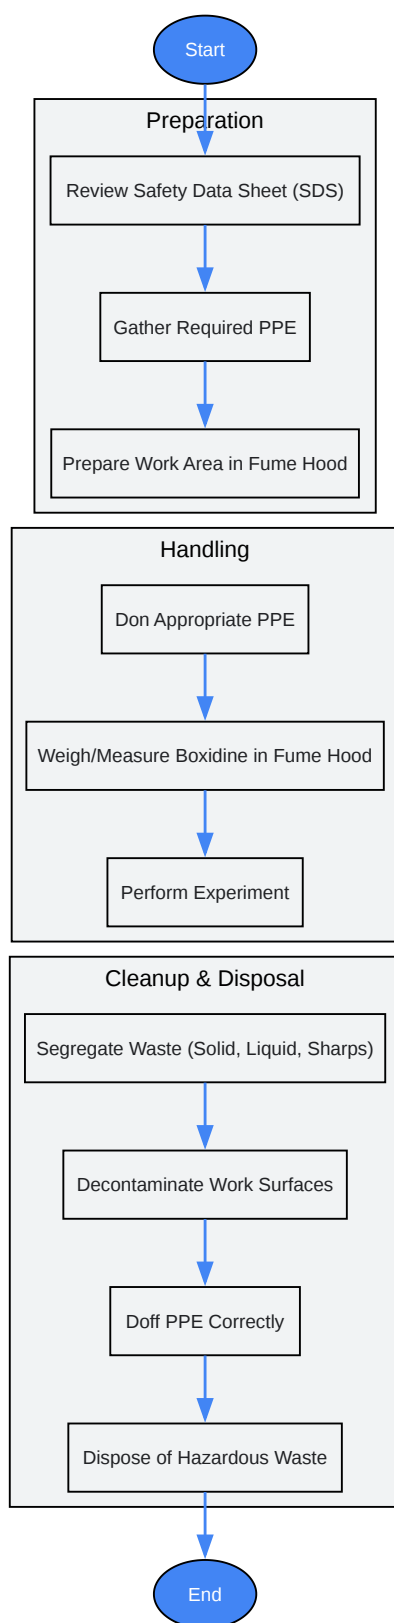 Start
Preparation
Review Safety Data Sheet (SDS)
Gather Required PPE
Prepare Work Area in Fume Hood
Handling
Don Appropriate PPE
Weigh/Measure Boxidine in Fume Hood
Perform Experiment
Cleanup & Disposal
Segregate Waste (Solid, Liquid, Sharps)
Decontaminate Work Surfaces
Doff PPE Correctly
Dispose of Hazardous Waste
End